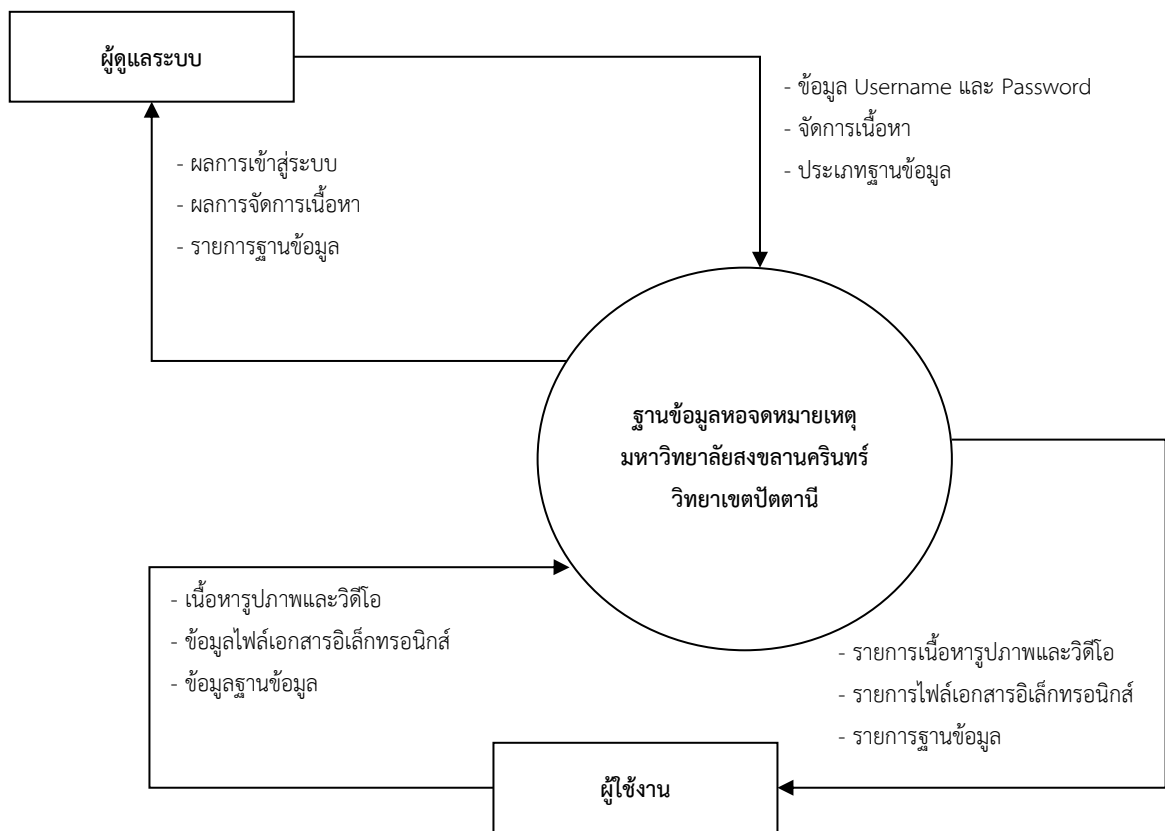 ผู้ดูแลระบบ
- ข้อมูล Username และ Password
- จัดการเนื้อหา
- ประเภทฐานข้อมูล
- ผลการเข้าสู่ระบบ
- ผลการจัดการเนื้อหา
- รายการฐานข้อมูล
ฐานข้อมูลหอจดหมายเหตุ
มหาวิทยาลัยสงขลานครินทร์
วิทยาเขตปัตตานี
- เนื้อหารูปภาพและวิดีโอ
- ข้อมูลไฟล์เอกสารอิเล็กทรอนิกส์
- ข้อมูลฐานข้อมูล
- รายการเนื้อหารูปภาพและวิดีโอ
- รายการไฟล์เอกสารอิเล็กทรอนิกส์
- รายการฐานข้อมูล
ผู้ใช้งาน